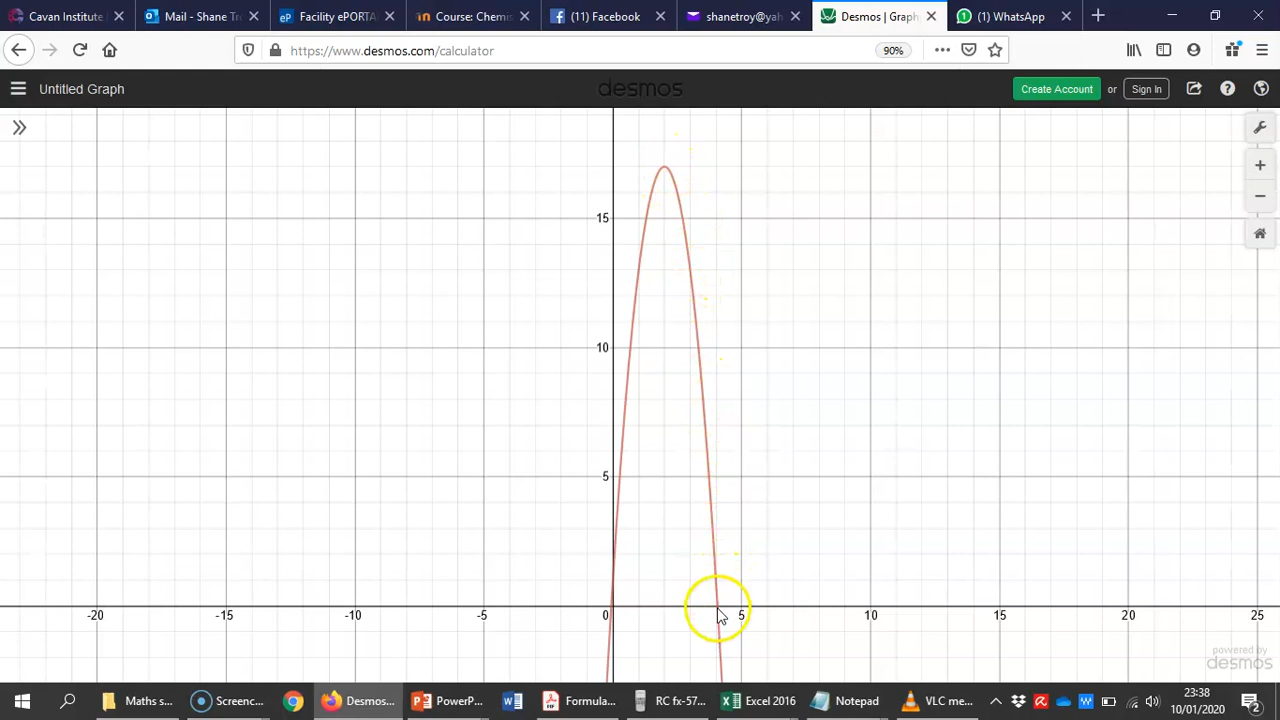 Cavan Institute
Mail - Shane Tr
Facility ePORTA
Course: Chemis
(11) Facebook
shanetroy@yah
Desmos | Graph
(1) WhatsApp
https://www.desmos.com/calculator
90%
Untitled Graph
desmos
Create Account or Sign In
15
10
5
-20 -15 -10 -5 0 5 10 15 20 25
powered by
desmos
Maths s...
Screenc...
Desmos...
PowerP...
Formula...
RC fx-57...
Excel 2016
Notepad
VLC me...
23:38
10/01/2020
2